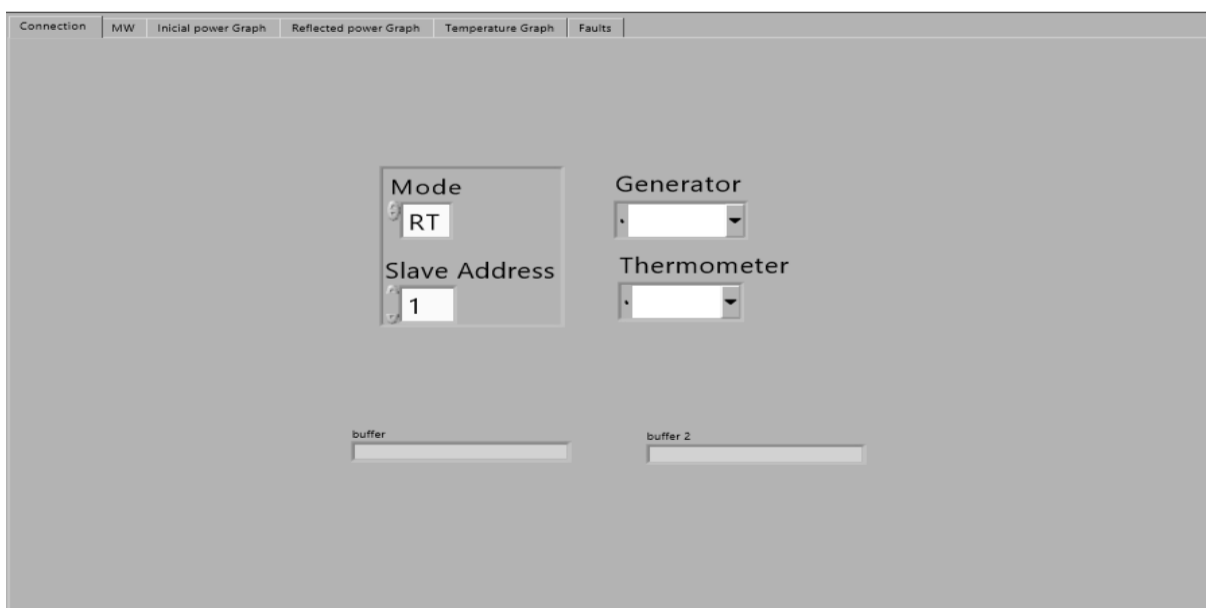 Connection MW Inicial power Graph Reflected power Graph Temperature Graph Faults
Mode
RT
Slave Address
1
Generator
Thermometer
buffer
buffer 2